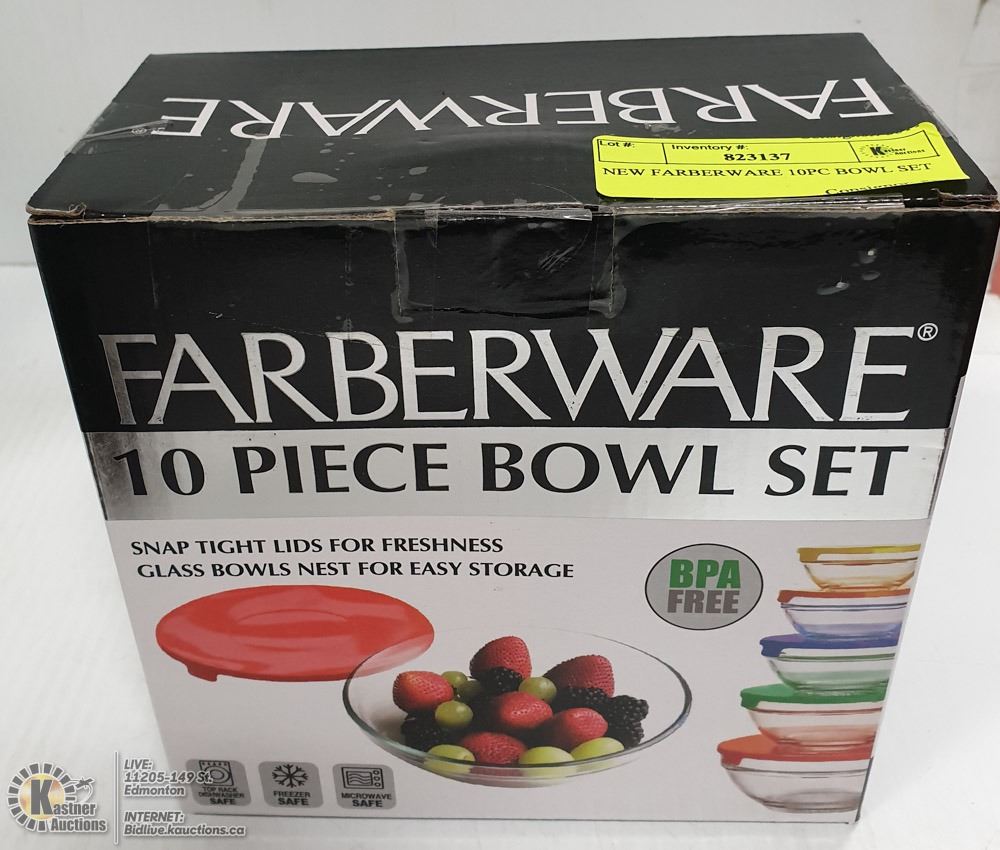 FARBERWARE®
Lot #:
Inventory #:
823137
Kastner Auctions
NEW FARBERWARE 10PC BOWL SET
FARBERWARE®
10 PIECE BOWL SET
SNAP TIGHT LIDS FOR FRESHNESS
GLASS BOWLS NEST FOR EASY STORAGE
BPA
FREE
TOP RACK
DISHWASHER
SAFE
FREEZER
SAFE
MICROWAVE
SAFE
Kastner
Auctions
LIVE:
11205-149 St.
Edmonton
INTERNET:
Bidlive.kauctions.ca